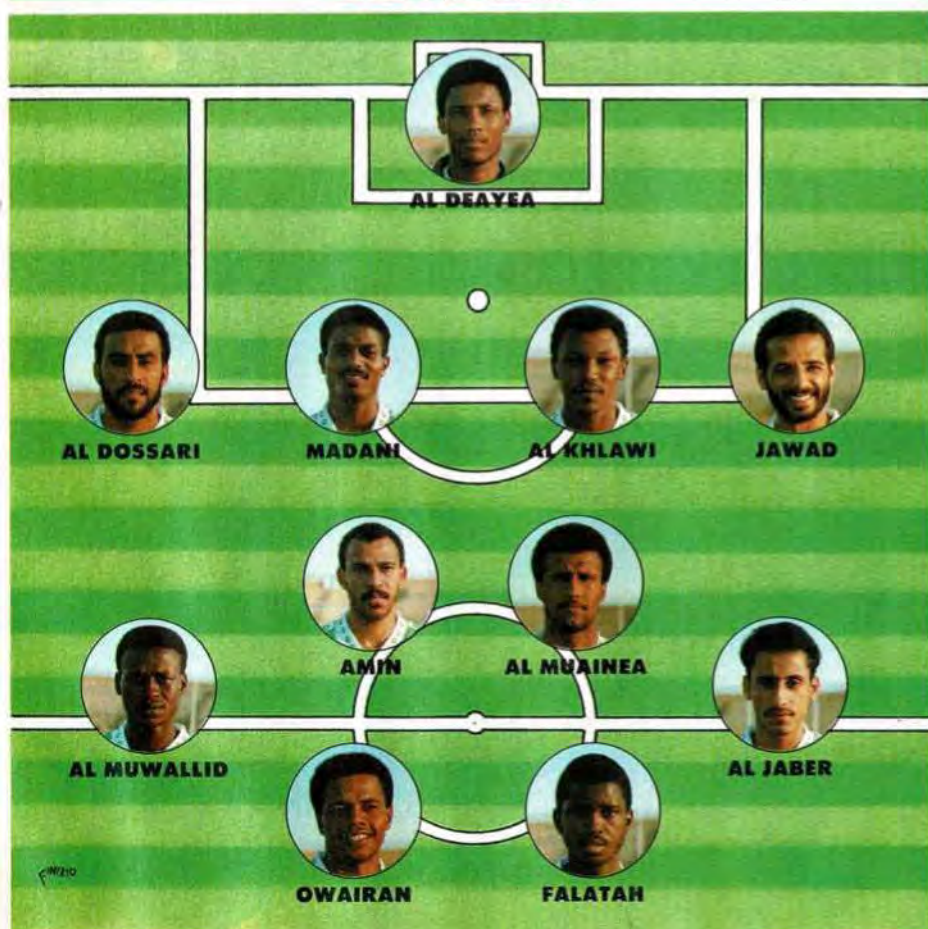 AL DEAYEA
AL DOSSARI
MADANI
AL KHLAWI
JAWAD
AMIN
AL MUAINEA
AL MUWALLID
AL JABER
OWAIRAN
FALATAH